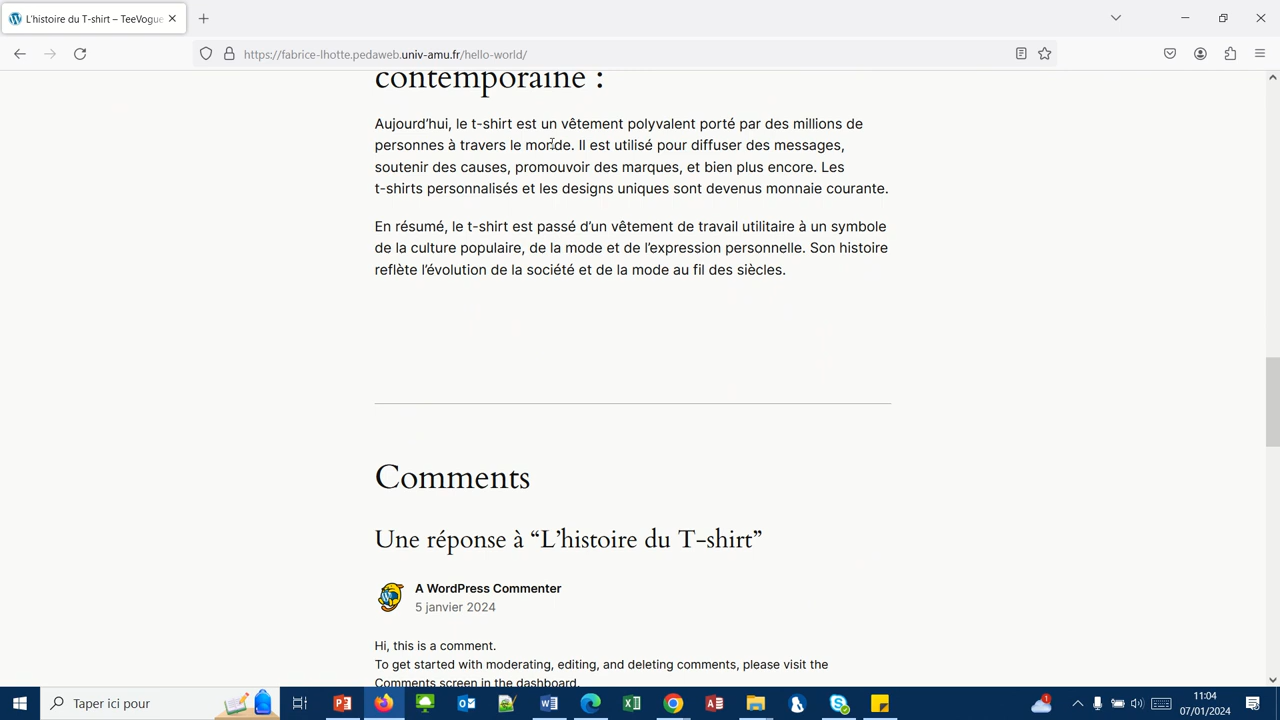 L'histoire du T-shirt – TeeVogue
https://fabrice-lhotte.pedaweb.univ-amu.fr/hello-world/
contemporaine :
Aujourd'hui, le t-shirt est un vêtement polyvalent porté par des millions de
personnes à travers le monde. Il est utilisé pour diffuser des messages,
soutenir des causes, promouvoir des marques, et bien plus encore. Les
t-shirts personnalisés et les designs uniques sont devenus monnaie courante.
En résumé, le t-shirt est passé d'un vêtement de travail utilitaire à un symbole
de la culture populaire, de la mode et de l'expression personnelle. Son histoire
reflète l'évolution de la société et de la mode au fil des siècles.
Comments
Une réponse à “L'histoire du T-shirt”
A WordPress Commenter
5 janvier 2024
Hi, this is a comment.
To get started with moderating, editing, and deleting comments, please visit the
Comments screen in the dashboard.
Taper ici pour
11:04
07/01/2024